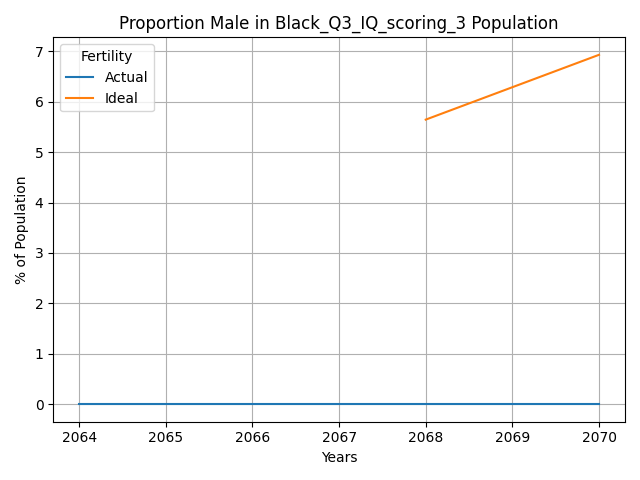 Proportion Male in Black_Q3_IQ_scoring_3 Population
Fertility
Actual
Ideal
% of Population
7
6
5
4
3
2
1
0
2064 2065 2066 2067 2068 2069 2070
Years